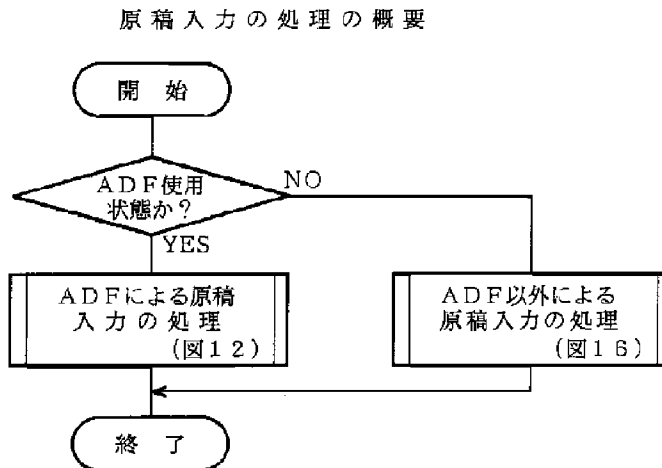 原稿入力の処理の概要
開始
ADF使用
状態か?
NO
YES
ADFによる原稿
入力の処理
(図12)
ADF以外による
原稿入力の処理
(図16)
終了